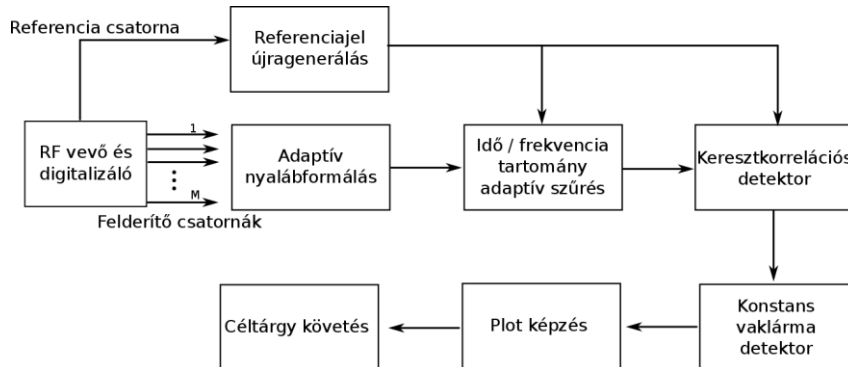 Referencia csatorna
Referenciajel
újragenerálás
RF vevő és
digitalizáló
1
M
Felderítő csatornák
Adaptív
nyalábformálás
Idő / frekvencia
tartomány
adaptív szűrés
Keresztkorrelációs
detektor
Céltárgy követés
Plot képzés
Konstans
vaklárma
detektor